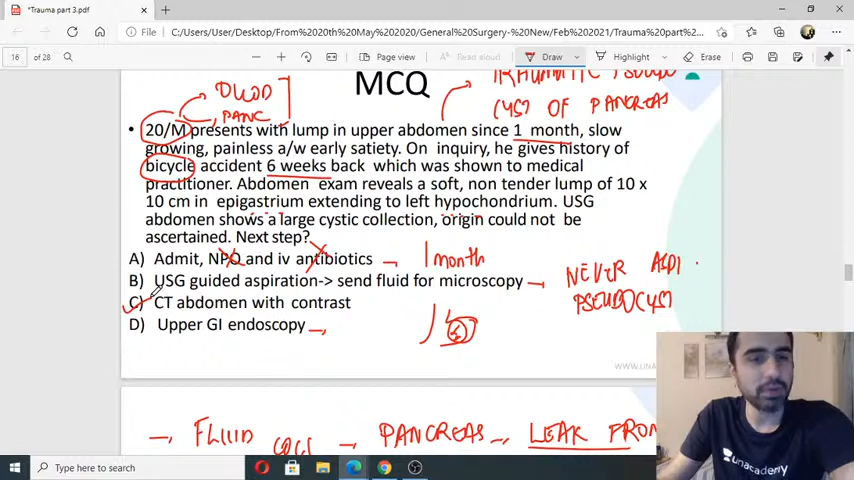 *Trauma part 3.pdf
File
C:/Users/User/Desktop/From%2020th%20May%202020/General%20Surgery-%20New/Feb%202021/Trauma%20part%203...
16 of 28
Page view
Read aloud
Draw
Highlight
Erase
MCQ
DUOD
PANC
TRAUMATIC PSEUDO
CYST OF PANCREAS
• 20/M presents with lump in upper abdomen since 1 month, slow
growing, painless a/w early satiety. On inquiry, he gives history of
bicycle accident 6 weeks back which was shown to medical
practitioner. Abdomen exam reveals a soft, non tender lump of 10 x
10 cm in epigastrium extending to left hypochondrium. USG
abdomen shows a large cystic collection, origin could not be
ascertained. Next step?
A) Admit, NPO and iv antibiotics
1 month
B) USG guided aspiration-> send fluid for microscopy
NEVER ASPI
PSEUDOCYST
C) CT abdomen with contrast
D) Upper GI endoscopy
WWW.UNA
unacademy
FLUID
PANCREAS
LEAK FROM
Type here to search